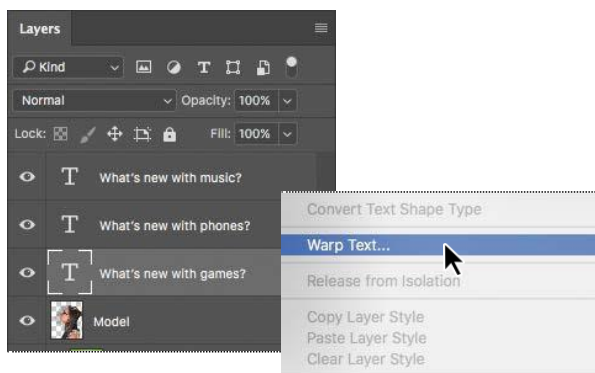 Layers
Kind
Normal Opacity: 100%
Lock: Fill: 100%
T What's new with music?
T What's new with phones?
T What's new with games?
Model
Convert Text Shape Type
Warp Text...
Release from Isolation
Copy Layer Style
Paste Layer Style
Clear Layer Style